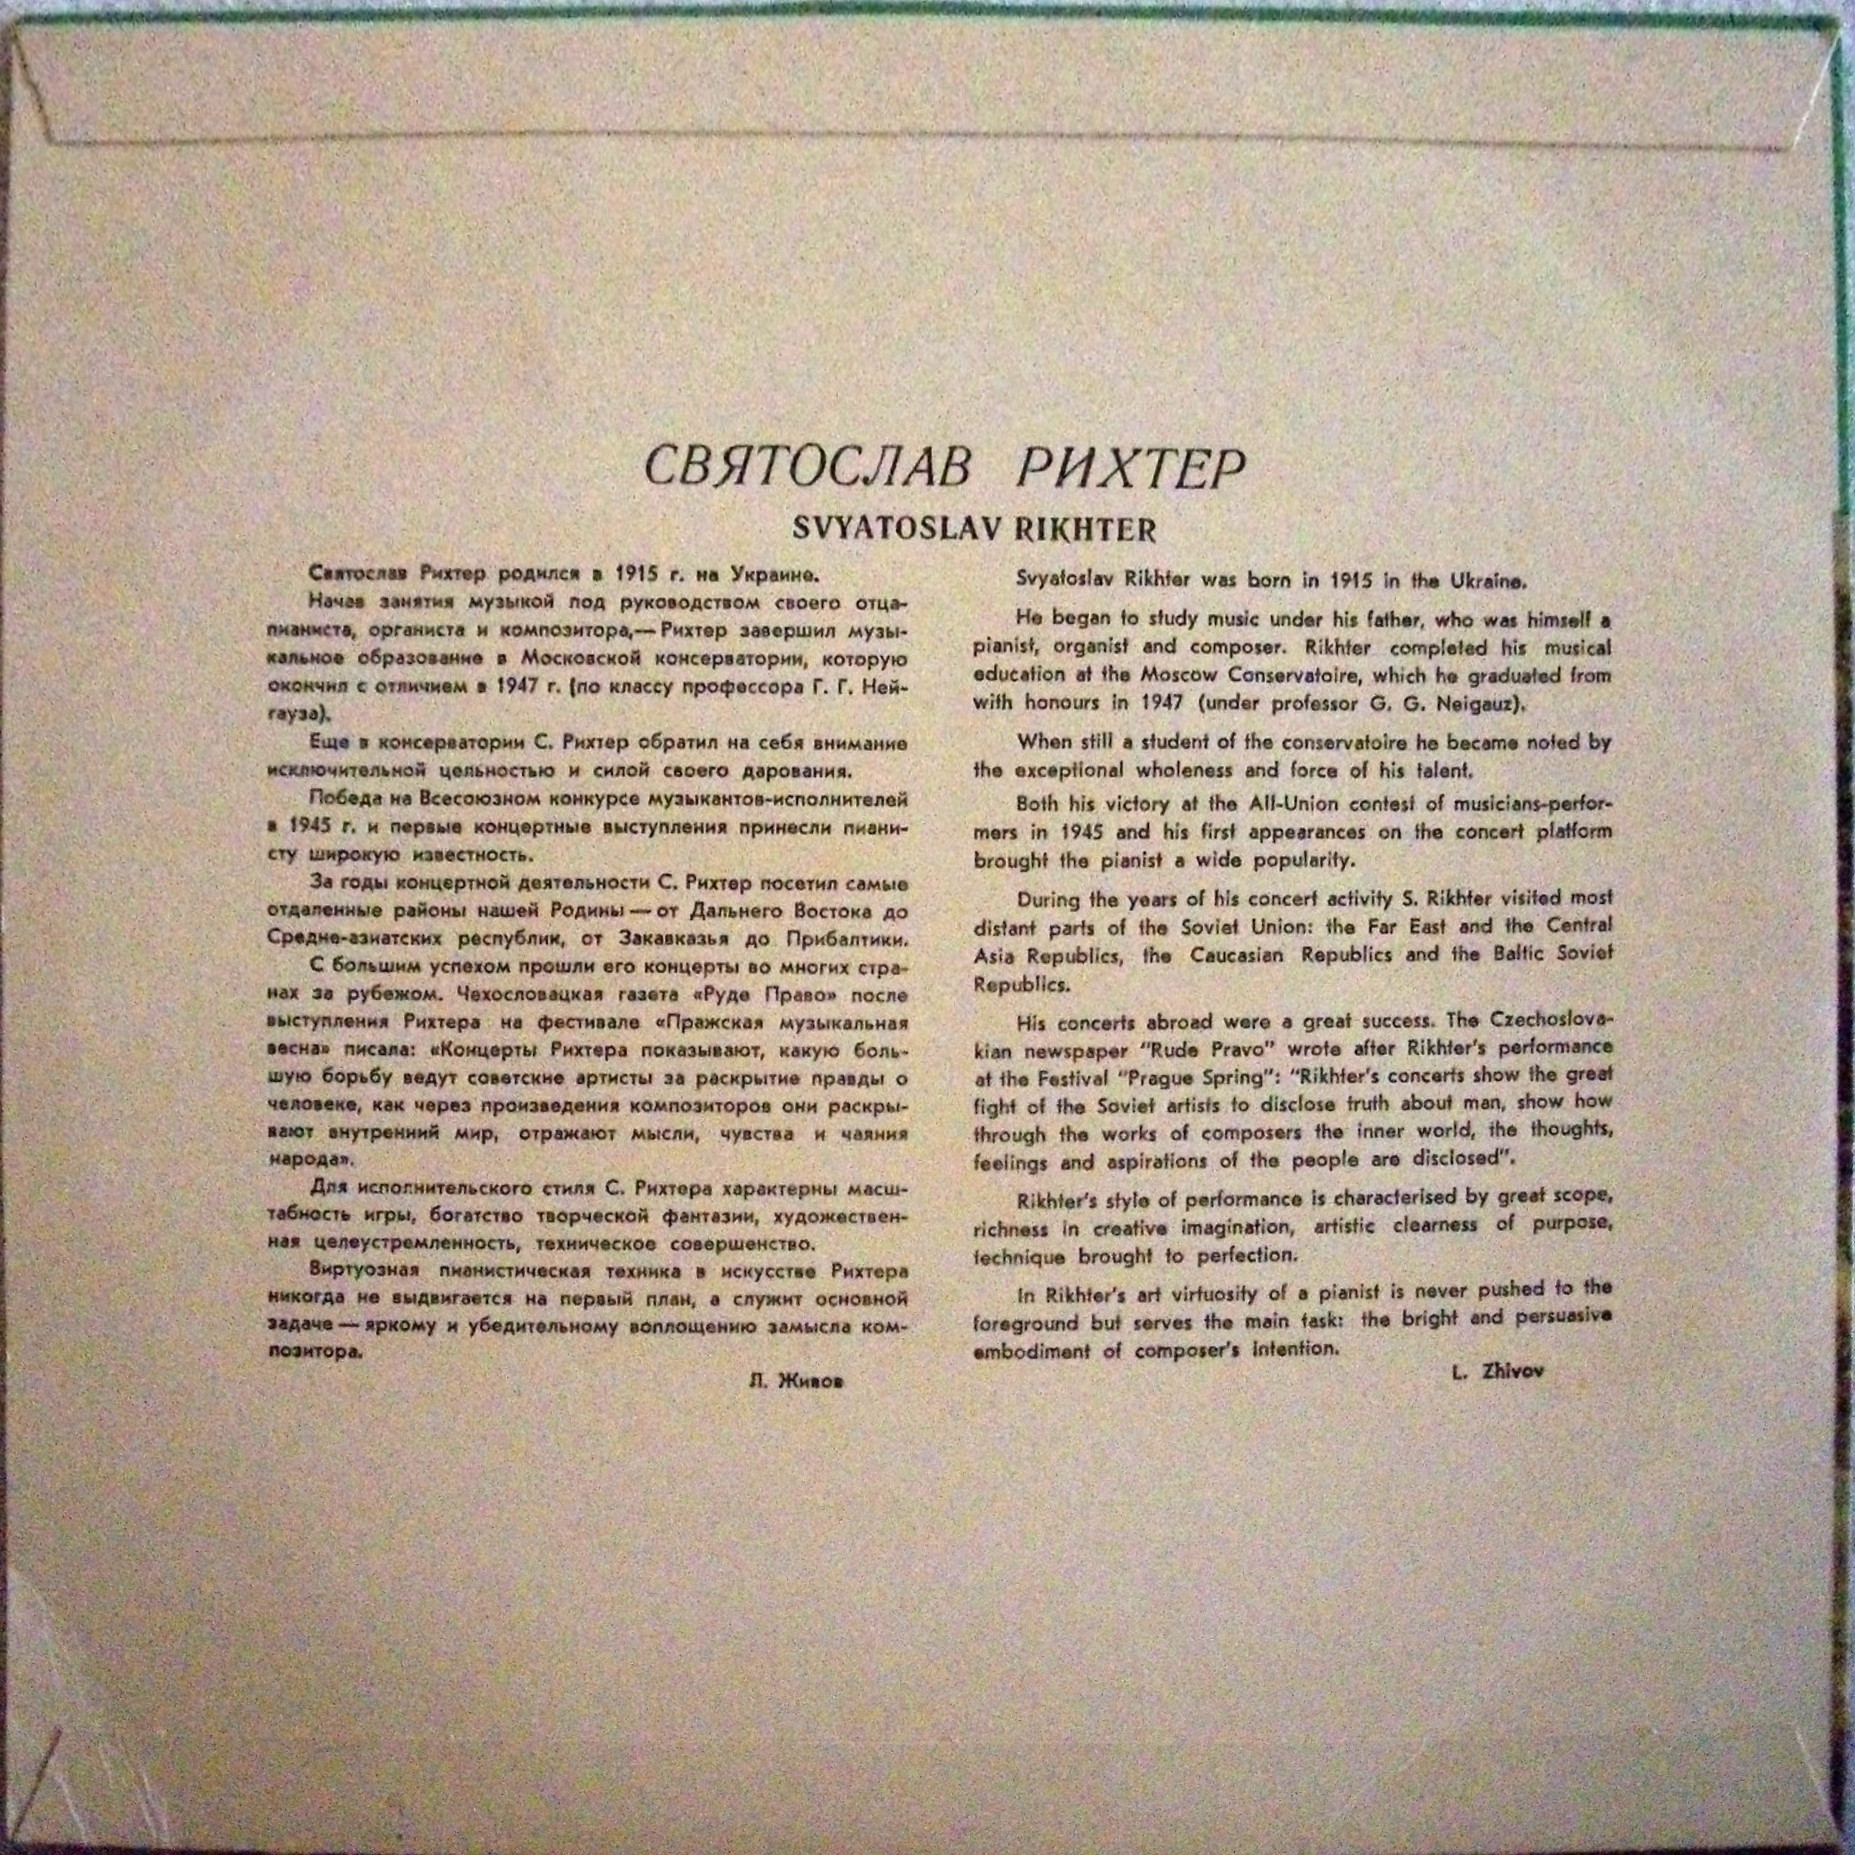 СВЯТОСЛАВ РИХТЕР
SVYATOSLAV RIKHTER
Святослав Рихтер родился в 1915 г. на Украине.
Начав занятия музыкой под руководством своего отца-
пианиста, органиста и композитора,— Рихтер завершил музы-
кальное образование в Московской консерватории, которую
окончил с отличием в 1947 г. (по классу профессора Г. Г. Ней-
гауза).
Еще в консерватории С. Рихтер обратил на себя внимание
исключительной цельностью и силой своего дарования.
Победа на Всесоюзном конкурсе музыкантов-исполнителей
в 1945 г. и первые концертные выступления принесли пиани-
сту широкую известность.
За годы концертной деятельности С. Рихтер посетил самые
отдаленные районы нашей Родины — от Дальнего Востока до
Средне-азиатских республик, от Закавказья до Прибалтики.
С большим успехом прошли его концерты во многих стра-
нах за рубежом. Чехословацкая газета «Руде Право» после
выступления Рихтера на фестивале «Пражская музыкальная
весна» писала: «Концерты Рихтера показывают, какую боль-
шую борьбу ведут советские артисты за раскрытие правды о
человеке, как через произведения композиторов они раскры-
вают внутренний мир, отражают мысли, чувства и чаяния
народа».
Для исполнительского стиля С. Рихтера характерны масш-
табность игры, богатство творческой фантазии, художествен-
ная целеустремленность, техническое совершенство.
Виртуозная пианистическая техника в искусстве Рихтера
никогда не выдвигается на первый план, а служит основной
задаче — яркому и убедительному воплощению замысла ком-
позитора.
Л. Живов
Svyatoslav Rikhter was born in 1915 in the Ukraine.
He began to study music under his father, who was himself a
pianist, organist and composer. Rikhter completed his musical
education at the Moscow Conservatoire, which he graduated from
with honours in 1947 (under professor G. G. Neigauz).
When still a student of the conservatoire he became noted by
the exceptional wholeness and force of his talent.
Both his victory at the All-Union contest of musicians-perfor-
mers in 1945 and his first appearances on the concert platform
brought the pianist a wide popularity.
During the years of his concert activity S. Rikhter visited most
distant parts of the Soviet Union: the Far East and the Central
Asia Republics, the Caucasian Republics and the Baltic Soviet
Republics.
His concerts abroad were a great success. The Czechoslova-
kian newspaper "Rude Pravo" wrote after Rikhter's performance
at the Festival "Prague Spring": "Rikhter's concerts show the great
fight of the Soviet artists to disclose truth about man, show how
through the works of composers the inner world, the thoughts,
feelings and aspirations of the people are disclosed".
Rikhter's style of performance is characterised by great scope,
richness in creative imagination, artistic clearness of purpose,
technique brought to perfection.
In Rikhter's art virtuosity of a pianist is never pushed to the
foreground but serves the main task: the bright and persuasive
embodiment of composer's intention.
L. Zhivov